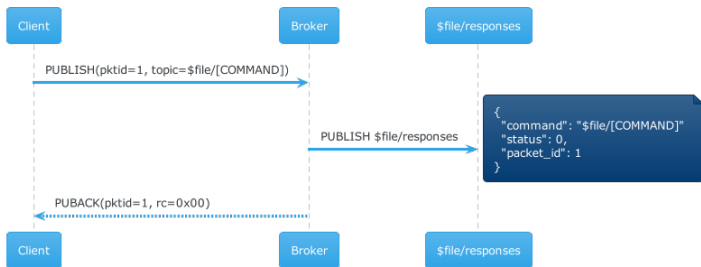 Client
Broker
$file/responses
PUBLISH(pktid=1, topic=$file/[COMMAND])
PUBLISH $file/responses
{
"command": "$file/[COMMAND]"
"status": 0,
"packet_id": 1
}
PUBACK(pktid=1, rc=0x00)
Client
Broker
$file/responses